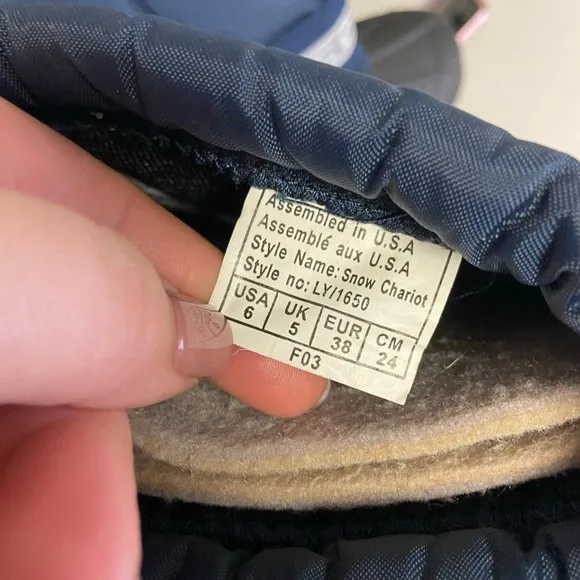 Assembled in U.S.A
Assemblé aux U.S.A
Style Name: Snow Chariot
Style no: LY/1650
USA UK EUR CM
6 5 38 24
F03